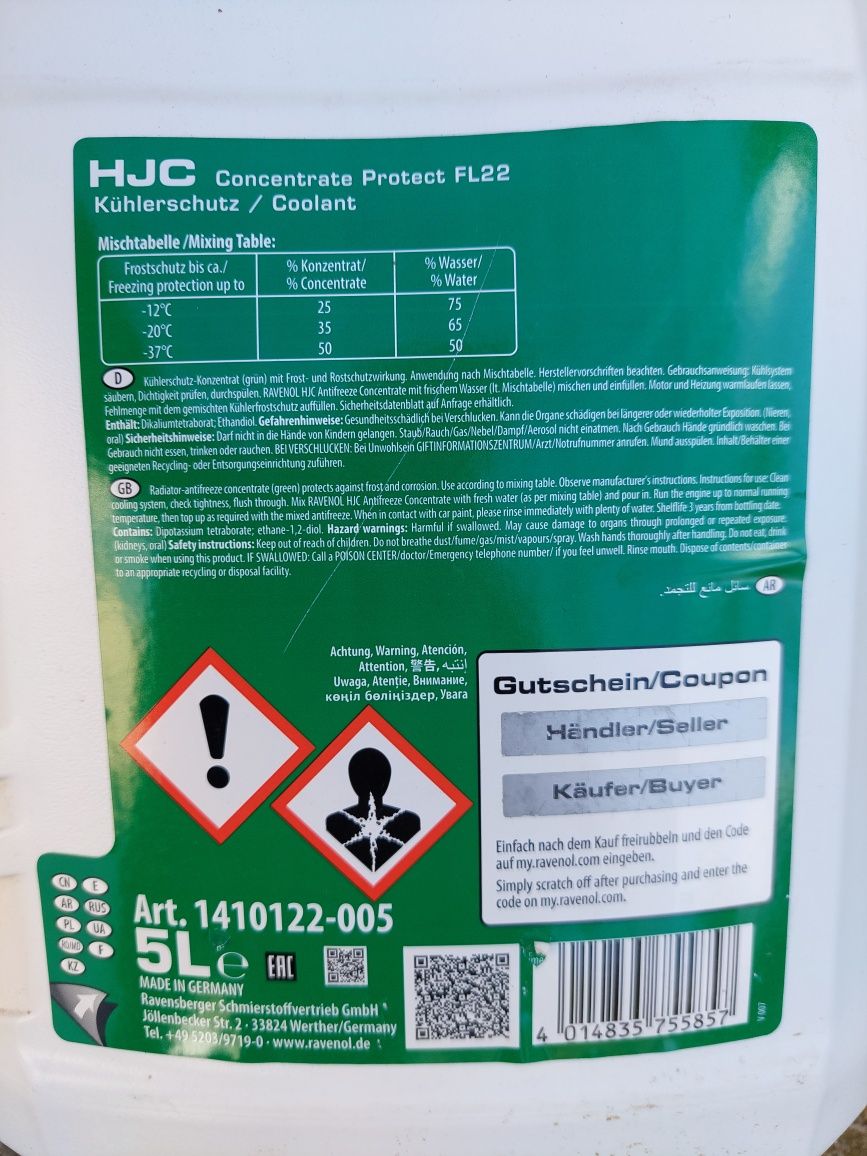 HJC Concentrate Protect FL22
Kühlerschutz / Coolant
Mischtabelle /Mixing Table:
Frostschutz bis ca./ % Konzentrat/ % Wasser/
Freezing protection up to % Concentrate % Water
-12°C 25 75
-20°C 35 65
-37°C 50 50
D Kühlerschutz-Konzentrat (grün) mit Frost- und Rostschutzwirkung. Anwendung nach Mischtabelle. Herstellervorschriften beachten. Gebrauchsanweisung: Kühlsystem
säubern, Dichtigkeit prüfen, durchspülen. RAVENOL HJC Antifreeze Concentrate mit frischem Wasser (lt. Mischtabelle) mischen und einfüllen. Motor und Heizung warmlaufen lassen,
Fehlmenge mit dem gemischten Kühlerfrostschutz auffüllen. Sicherheitsdatenblatt auf Anfrage erhältlich.
Enthält: Dikaliumtetraborat; Ethandiol. Gefahrenhinweise: Gesundheitsschädlich bei Verschlucken. Kann die Organe schädigen bei längerer oder wiederholter Exposition. (Nieren,
oral) Sicherheitshinweise: Darf nicht in die Hände von Kindern gelangen. Staub/Rauch/Gas/Nebel/Dampf/Aerosol nicht einatmen. Nach Gebrauch Hände gründlich waschen. Bei
Gebrauch nicht essen, trinken oder rauchen. BEI VERSCHLUCKEN: Bei Unwohlsein GIFTINFORMATIONSZENTRUM/Arzt/Notrufnummer anrufen. Mund ausspülen. Inhalt/Behälter einer
geeigneten Recycling- oder Entsorgungseinrichtung zuführen.
GB Radiator-antifreeze concentrate (green) protects against frost and corrosion. Use according to mixing table. Observe manufacturer's instructions. Instructions for use: Clean
cooling system, check tightness, flush through. Mix RAVENOL HJC Antifreeze Concentrate with fresh water (as per mixing table) and pour in. Run the engine up to normal running
temperature, then top up as required with the mixed antifreeze. When in contact with car paint, please rinse immediately with plenty of water. Shelflife 3 years from bottling date.
Contains: Dipotassium tetraborate; ethane-1,2-diol. Hazard warnings: Harmful if swallowed. May cause damage to organs through prolonged or repeated exposure.
(kidneys, oral) Safety instructions: Keep out of reach of children. Do not breathe dust/fume/gas/mist/vapours/spray. Wash hands thoroughly after handling. Do not eat, drink
or smoke when using this product. IF SWALLOWED: Call a POISON CENTER/doctor/Emergency telephone number/ if you feel unwell. Rinse mouth. Dispose of contents/container
to an appropriate recycling or disposal facility.
AR سائل مانع للتجمد.
Achtung, Warning, Atención,
Attention, 警告, إنتبه
Uwaga, Atenţie, Внимание,
көңіл бөліңіздер, Увага
Gutschein/Coupon
Händler/Seller
Käufer/Buyer
Einfach nach dem Kauf freirubbeln und den Code
auf my.ravenol.com eingeben.
Simply scratch off after purchasing and enter the
code on my.ravenol.com.
CN E
AR RUS
PL UA
RO/MD F
KZ
Art. 1410122-005
5L e EAC
MADE IN GERMANY
Ravensberger Schmierstoffvertrieb GmbH
Jöllenbecker Str. 2 · 33824 Werther/Germany
Tel. +49 5203/9719-0 · www.ravenol.de
4 014835 755857
V 007